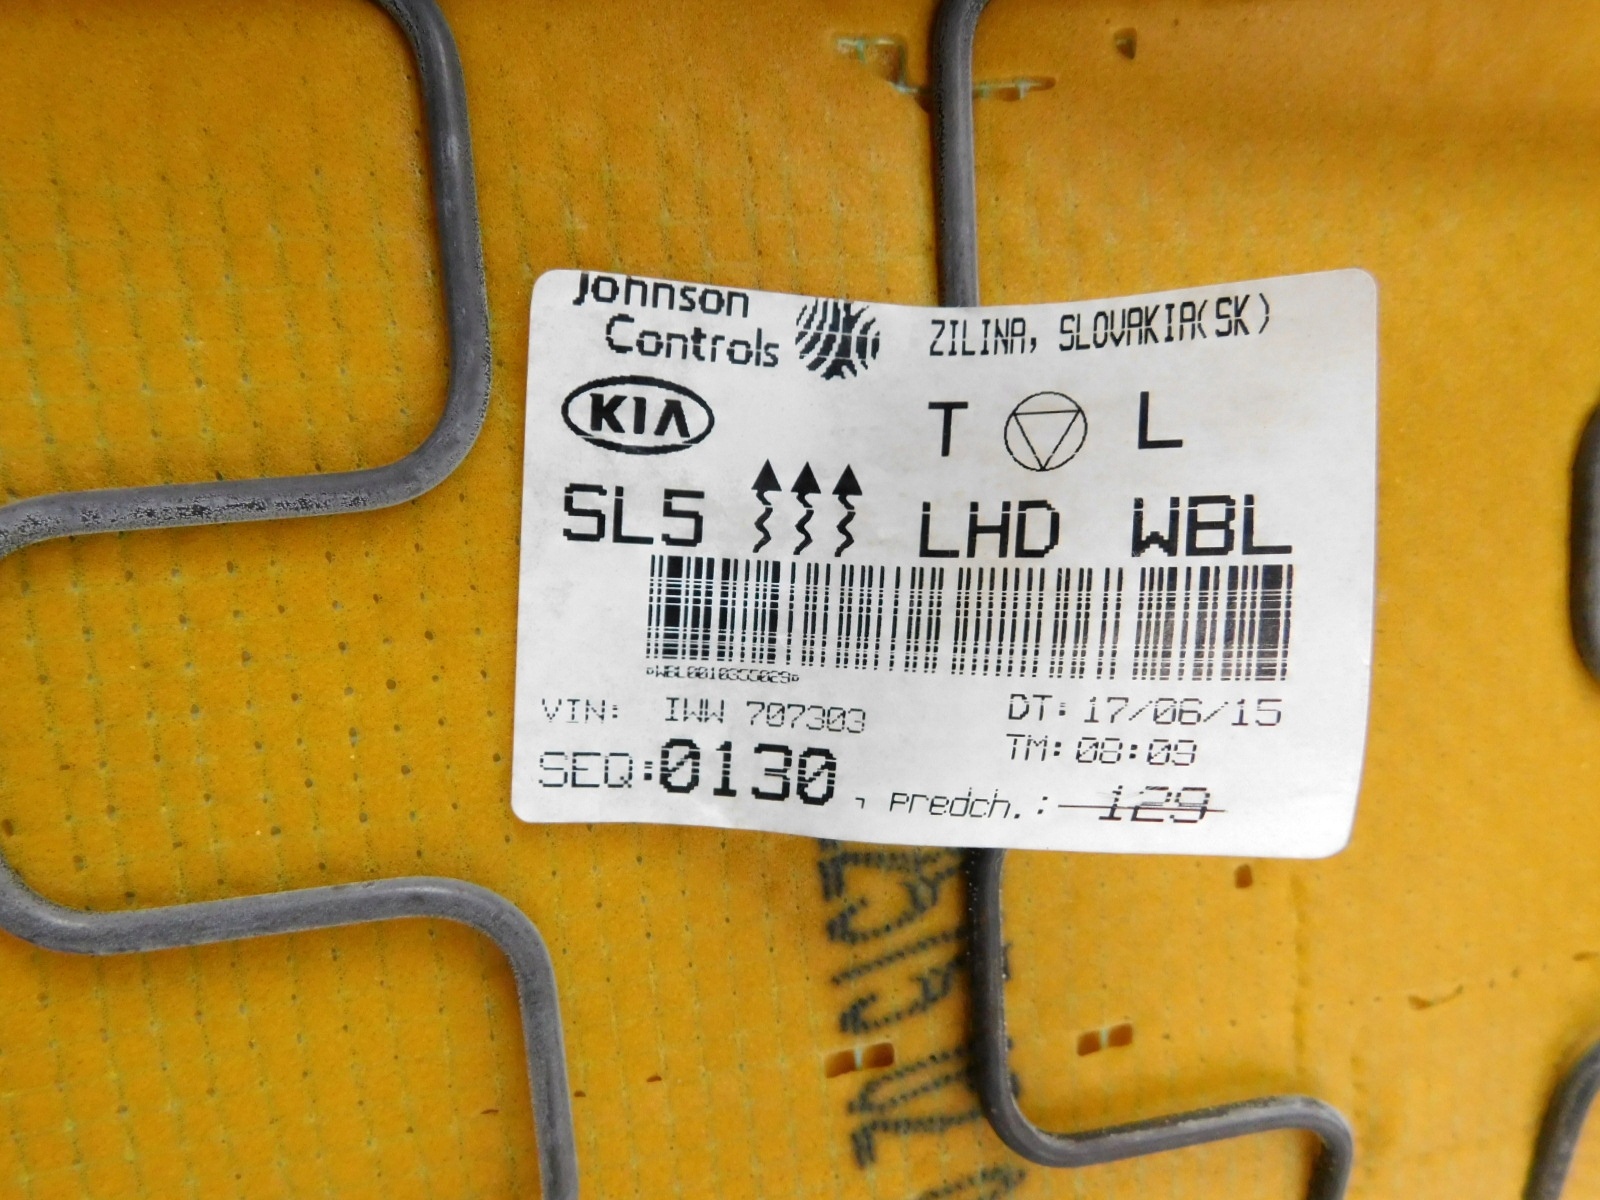 Johnson
Controls
ZILINA, SLOVAKIA(SK)
KIA
T L
SL5 LHD WBL
VIN: IWW 707303
DT: 17/06/15
TM: 08:09
SEQ:0130, Predch.: 129